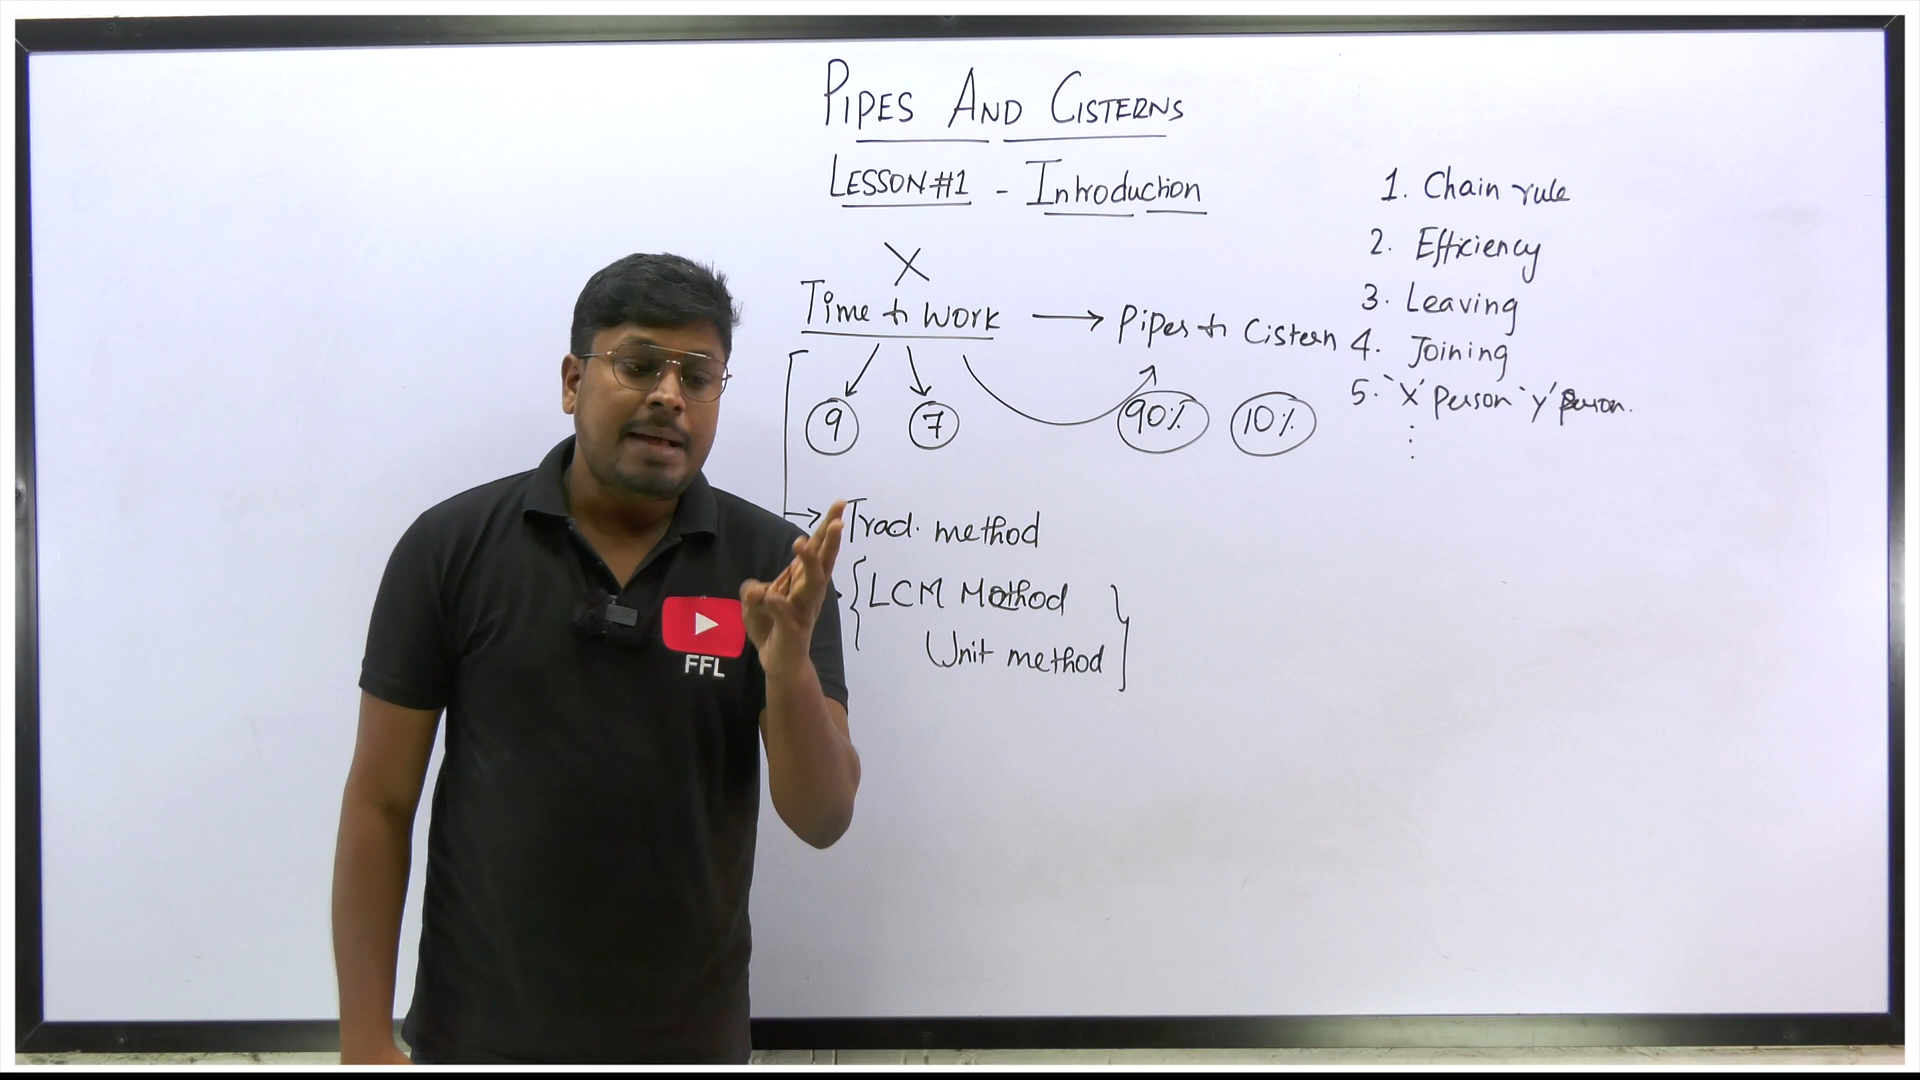 PIPES AND CISTERNS
LESSON #1 - Introduction
X
Time & Work → Pipes & Cistern
9 7 90% 10%
Trad. method
LCM Method
Unit method
1. Chain rule
2. Efficiency
3. Leaving
4. Joining
5. 'X' Person 'y' Person.
FFL